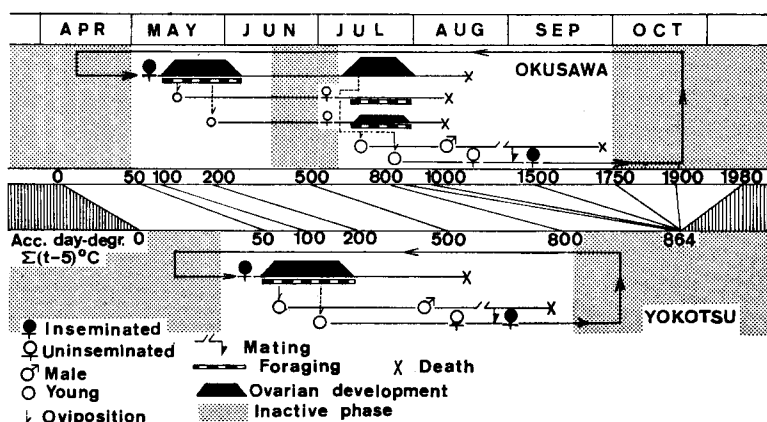 APR MAY JUN JUL AUG SEP OCT
OKUSAWA
0 50 100 200 500 800 1000 1500 1750 1900 1980
Acc. day-degr. 0 50 100 200 500 800 864
Σ(t-5)°C
YOKOTSU
Inseminated
Uninseminated Mating
Male Foraging X Death
Young Ovarian development
Oviposition Inactive phase